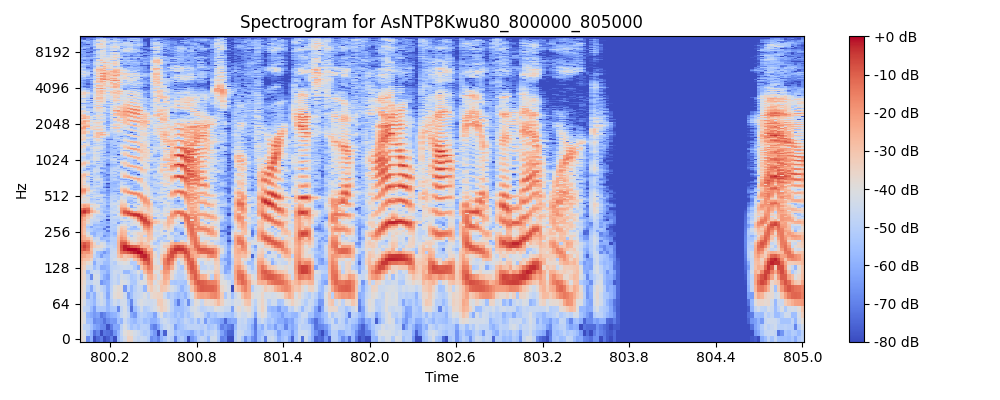 Spectrogram for AsNTP8Kwu80_800000_805000
8192
4096
2048
1024
512
256
128
64
0
Hz
800.2 800.8 801.4 802.0 802.6 803.2 803.8 804.4 805.0
Time
+0 dB
-10 dB
-20 dB
-30 dB
-40 dB
-50 dB
-60 dB
-70 dB
-80 dB